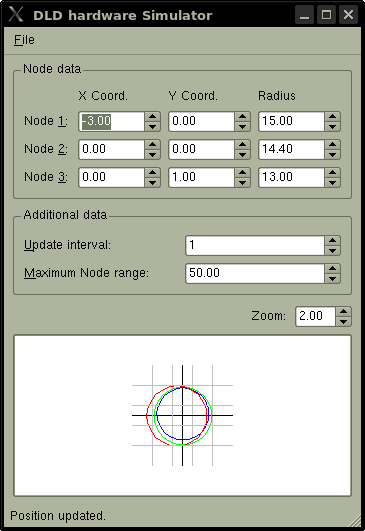 DLD hardware Simulator
File
Node data
X Coord. Y Coord. Radius
Node 1: -3.00 0.00 15.00
Node 2: 0.00 0.00 14.40
Node 3: 0.00 1.00 13.00
Additional data
Update interval: 1
Maximum Node range: 50.00
Zoom: 2.00
Position updated.